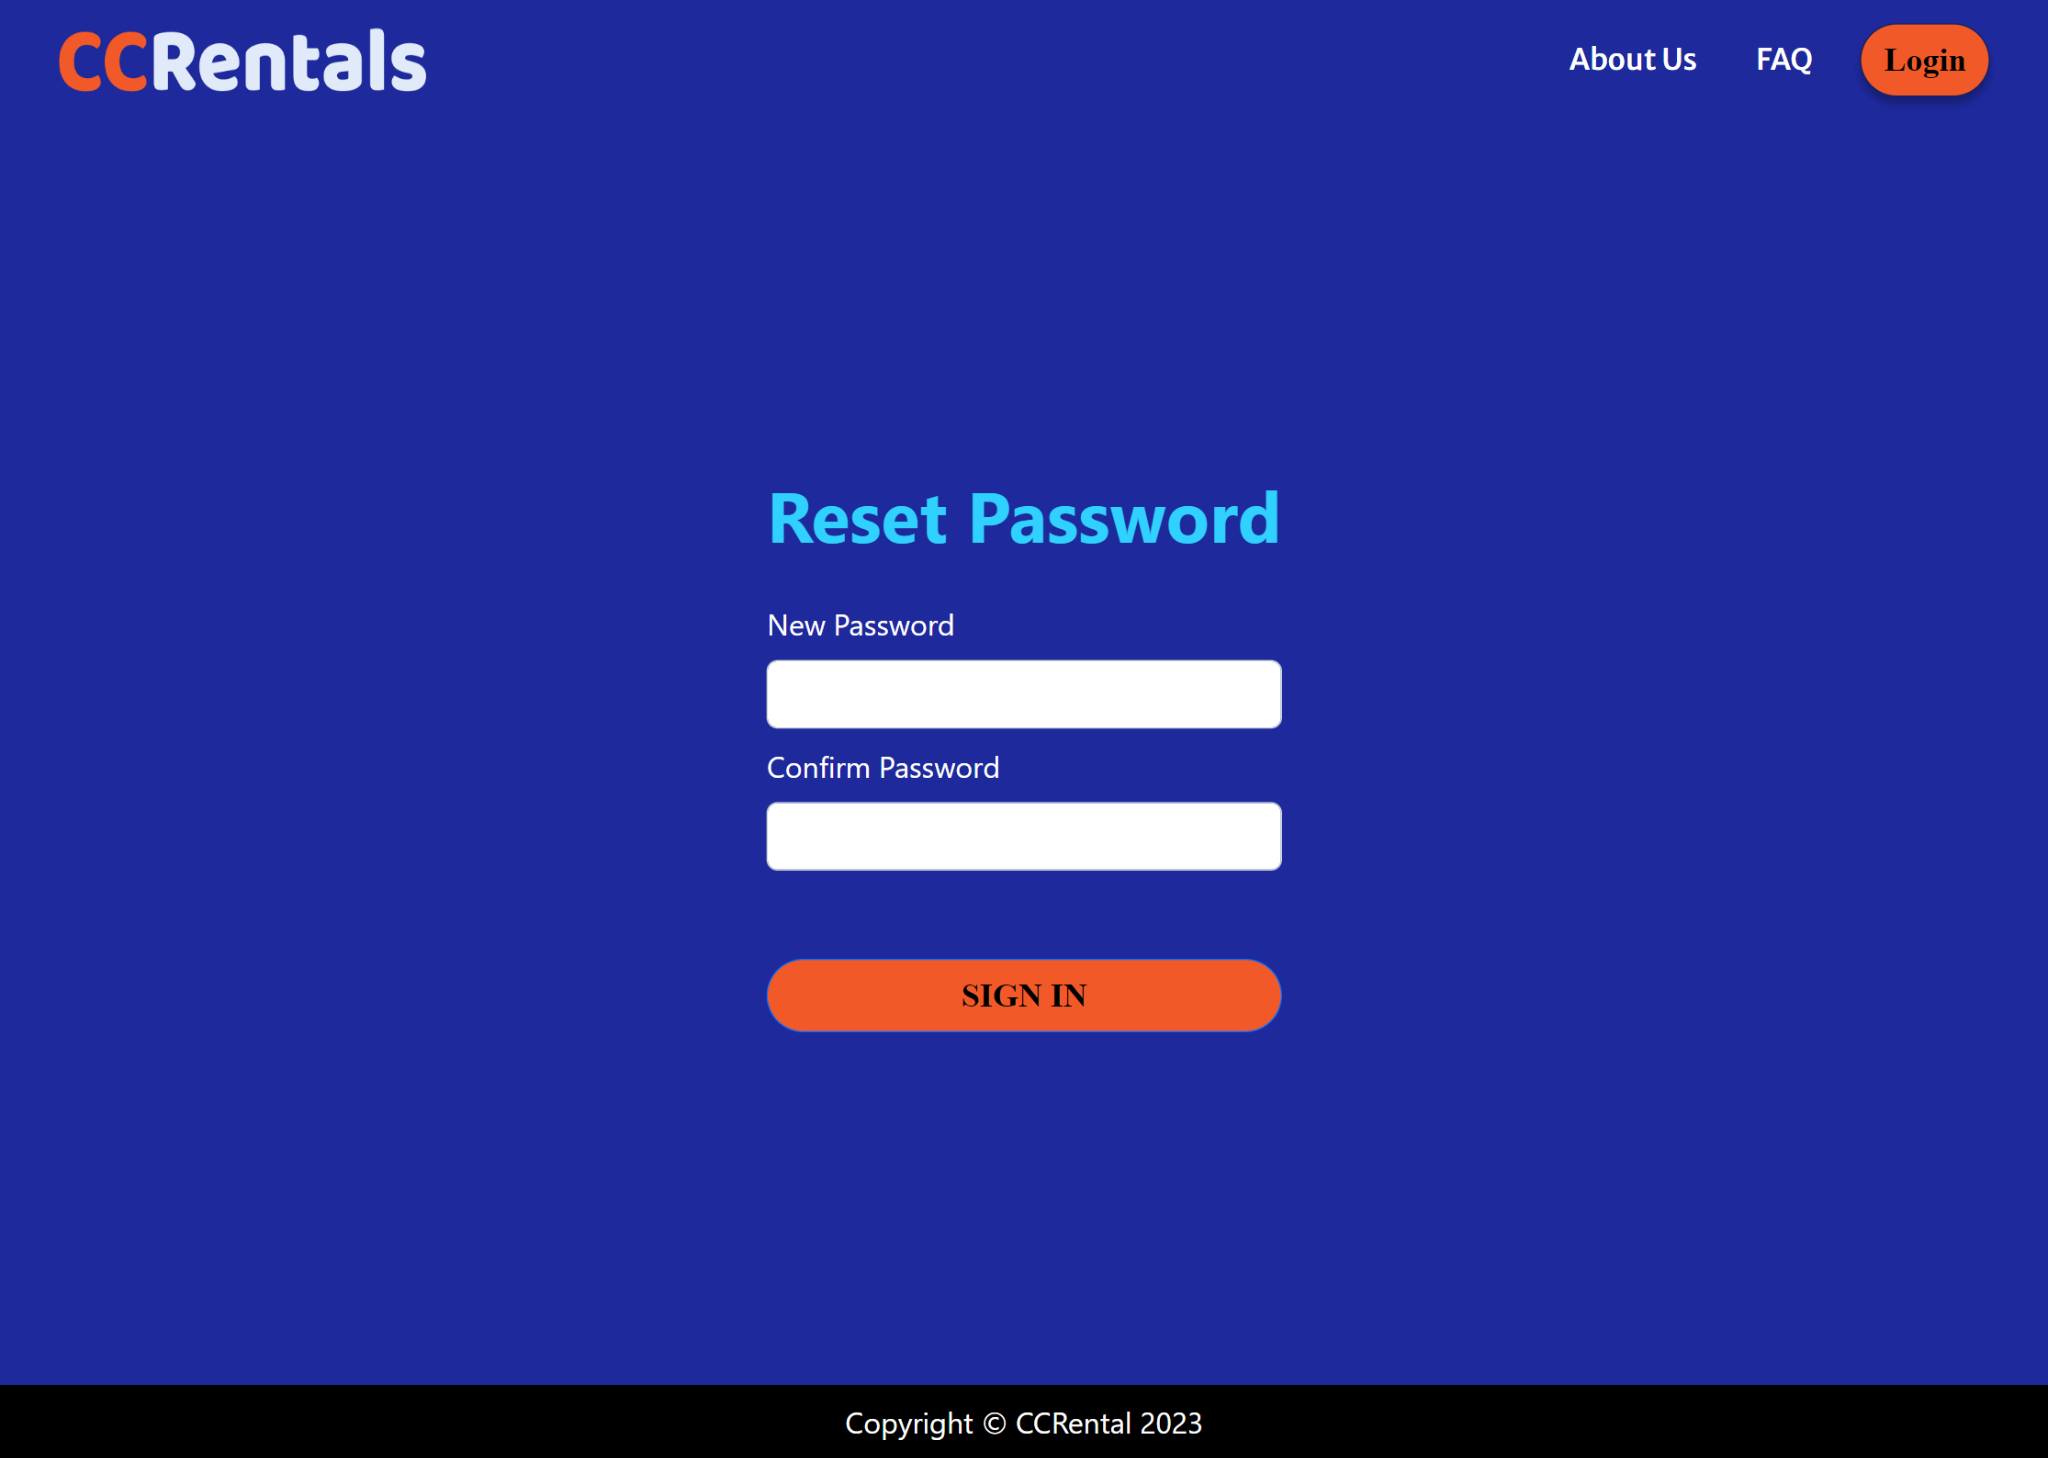 CCRentals
About Us
FAQ
Login
Reset Password
New Password
Confirm Password
SIGN IN
Copyright © CCRental 2023